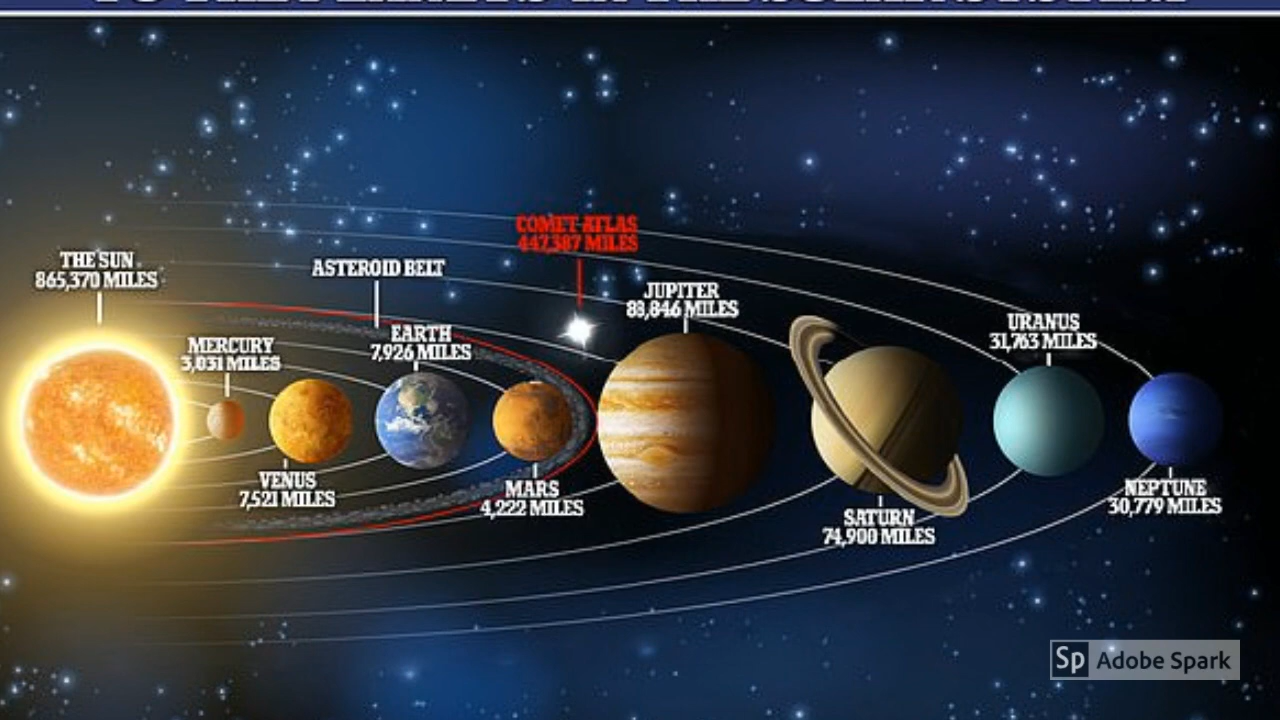 COMET ATLAS
447,387 MILES
THE SUN
865,370 MILES
ASTEROID BELT
JUPITER
88,846 MILES
MERCURY
3,031 MILES
EARTH
7,926 MILES
URANUS
31,763 MILES
VENUS
7,521 MILES
MARS
4,222 MILES
SATURN
74,900 MILES
NEPTUNE
30,779 MILES
Sp Adobe Spark